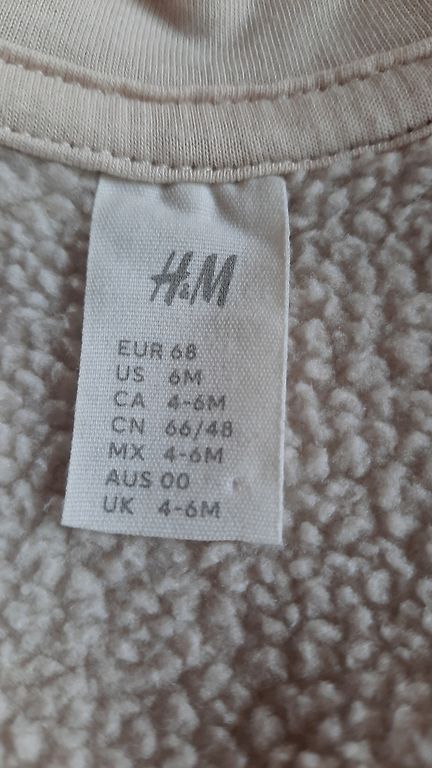 H&M
EUR 68
US 6M
CA 4-6M
CN 66/48
MX 4-6M
AUS 00
UK 4-6M